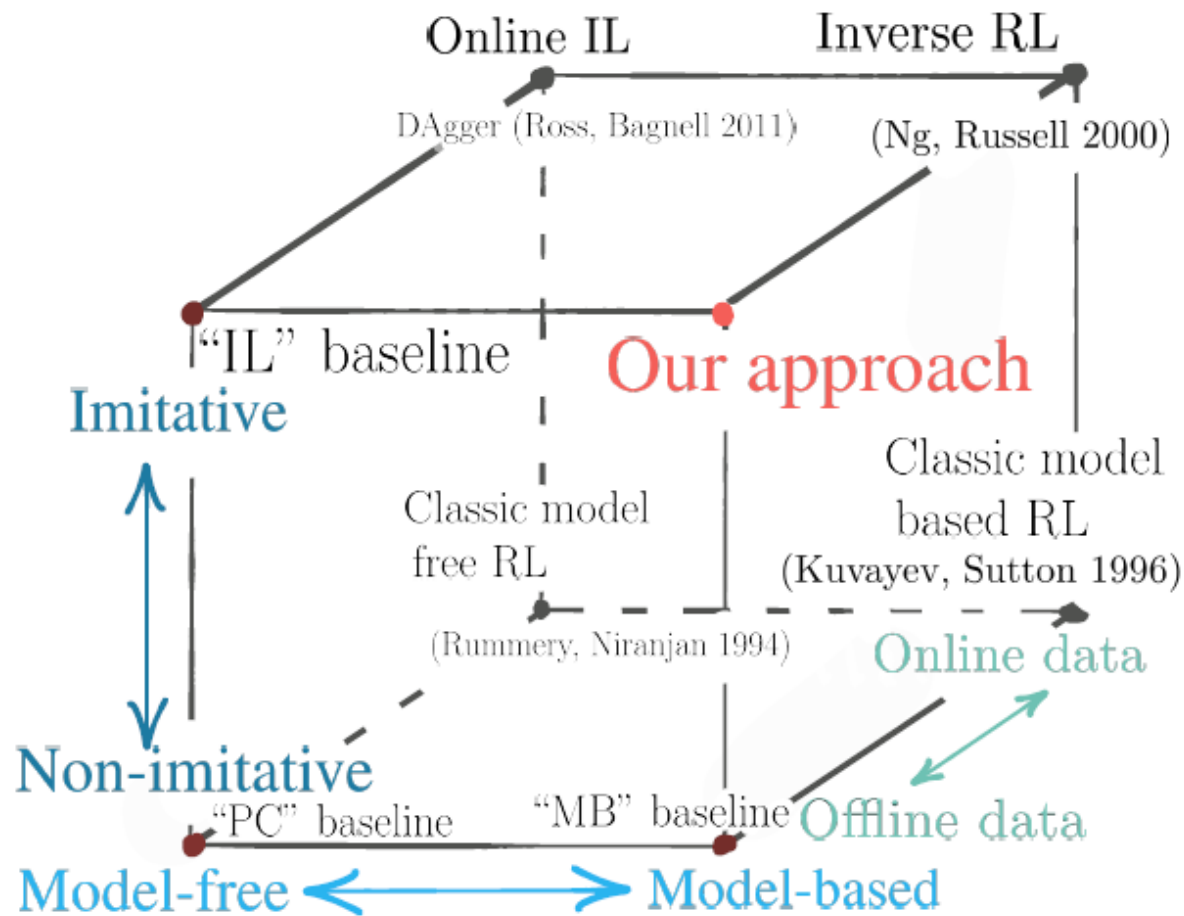 Online IL
Inverse RL
DAgger (Ross, Bagnell 2011)
(Ng, Russell 2000)
“IL” baseline
Our approach
Imitative
Classic model
based RL
(Kuvayev, Sutton 1996)
Classic model
free RL
(Rummery, Niranjan 1994)
Online data
Non-imitative
“PC” baseline
“MB” baseline
Offline data
Model-free
Model-based